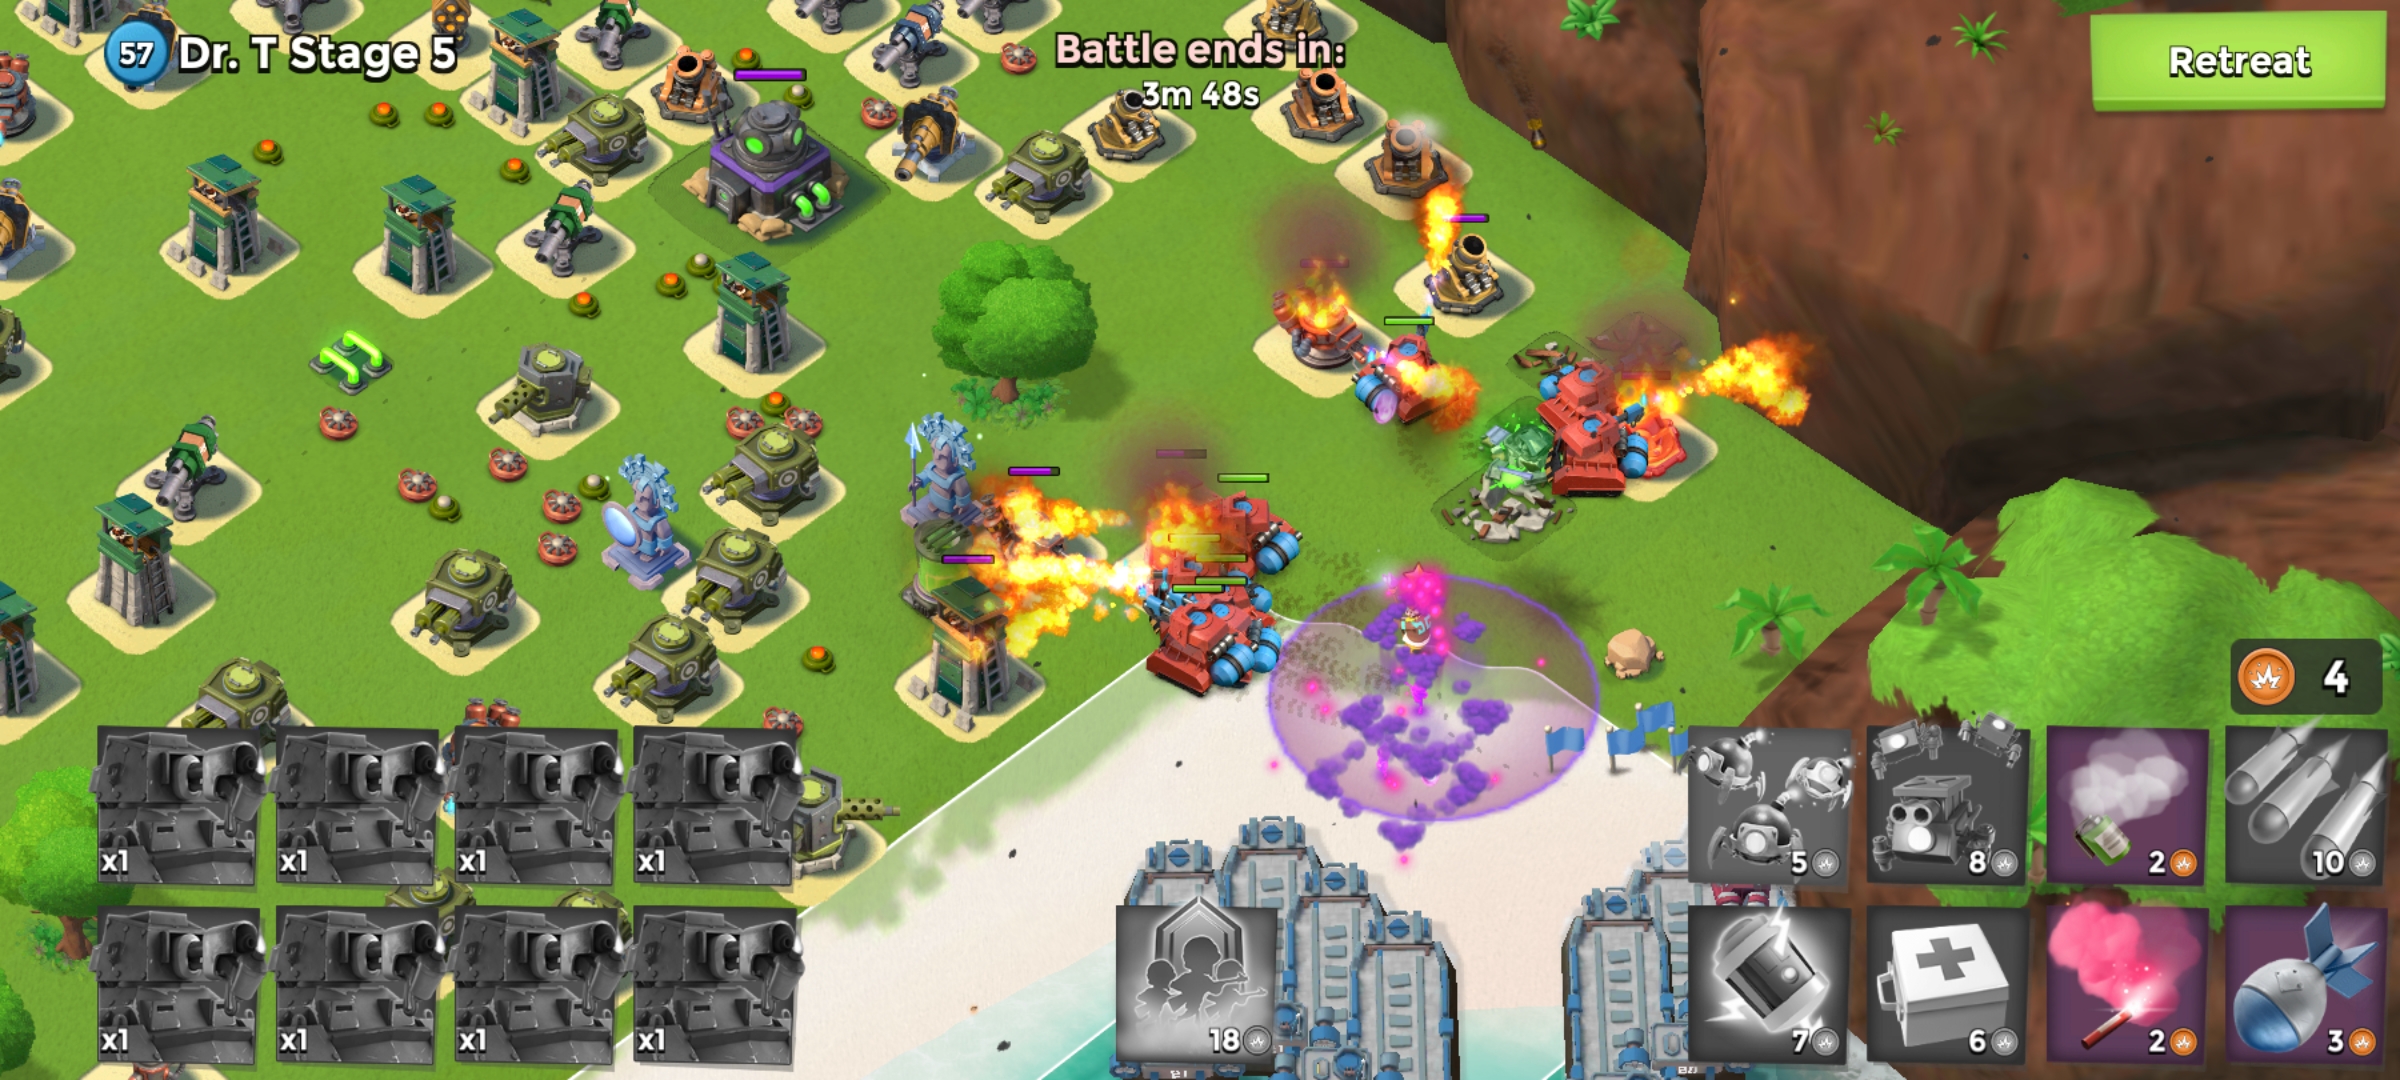 57 Dr. T Stage 5
Battle ends in:
3m 48s
Retreat
4
x1 x1 x1 x1
5 8 2 10
x1 x1 x1 x1
18 7 6 2 3